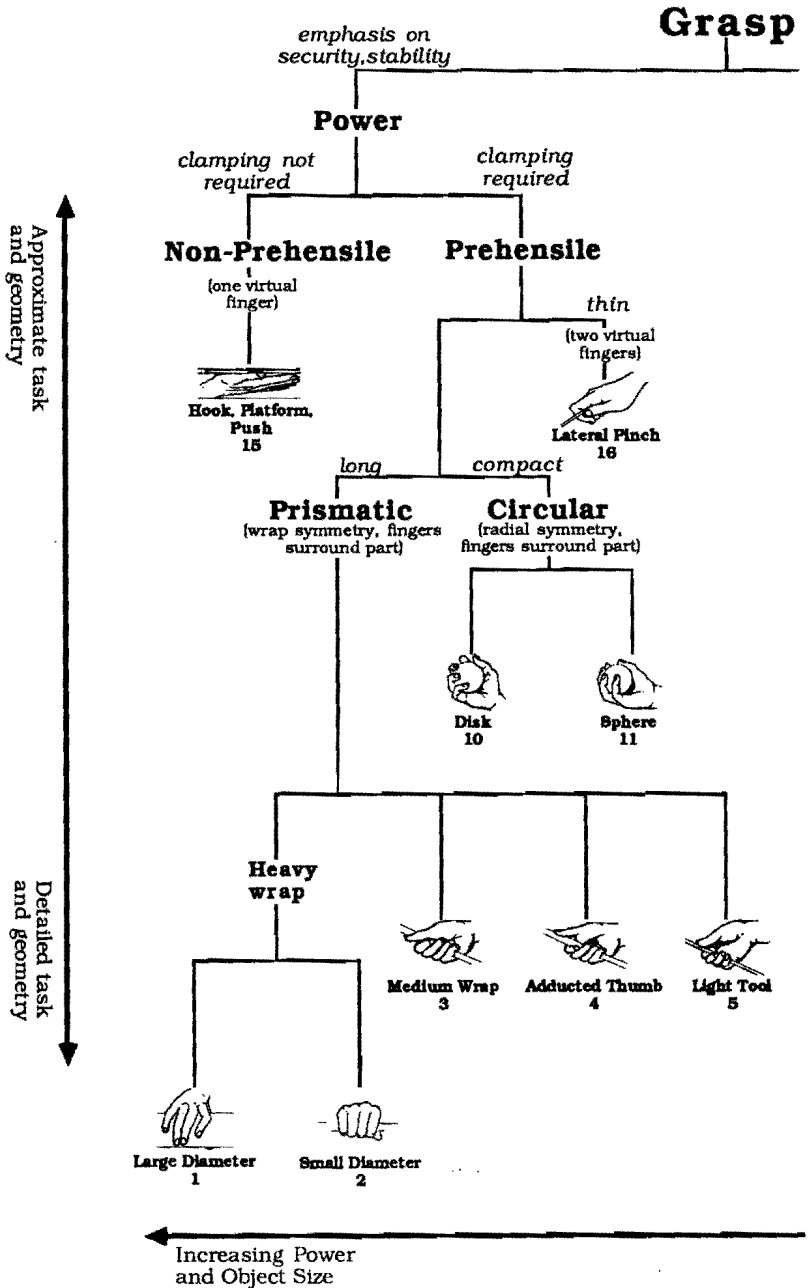 Grasp
emphasis on
security,stability
Power
clamping not
required
clamping
required
Approximate task
and geometry
Non-Prehensile
(one virtual
finger)
Prehensile
thin
(two virtual
fingers)
Hook, Platform,
Push
15
Lateral Pinch
16
long
compact
Prismatic
(wrap symmetry, fingers
surround part)
Circular
(radial symmetry,
fingers surround part)
Disk
10
Sphere
11
Heavy
wrap
Detailed task
and geometry
Medium Wrap
3
Adducted Thumb
4
Light Tool
5
Large Diameter
1
Small Diameter
2
Increasing Power
and Object Size